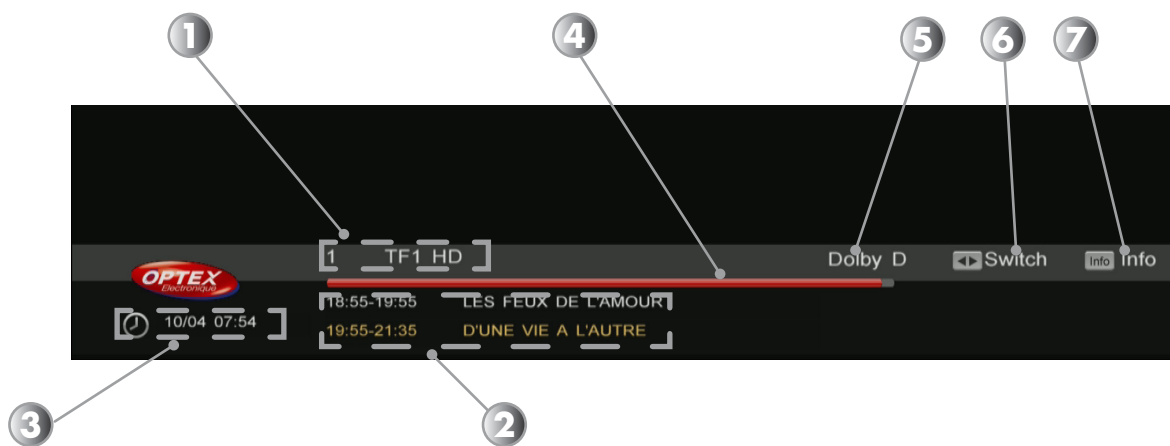 1 4 5 6 7
1 TF1 HD Dolby D Switch Info Info
OPTEX
Electronique
10/04 07:54
18:55-19:55 LES FEUX DE L'AMOUR
19:55-21:35 D'UNE VIE A L'AUTRE
3 2